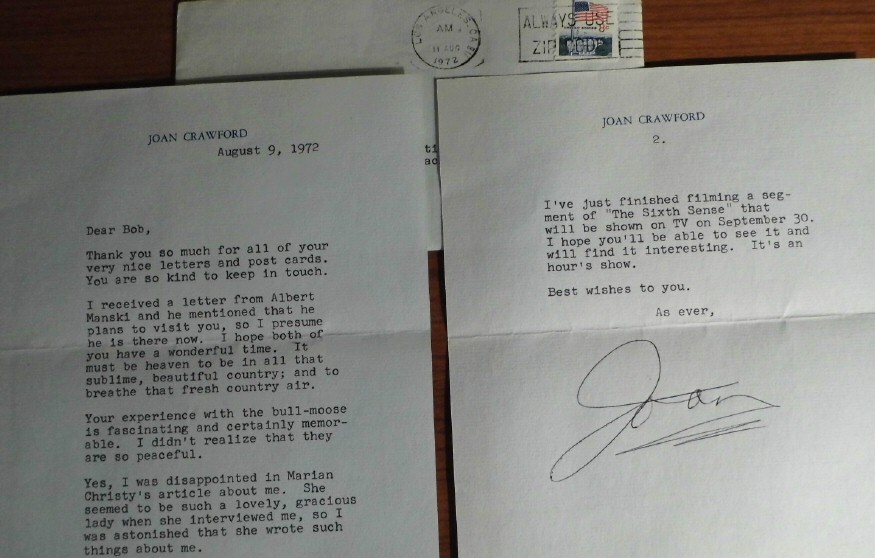 LOS ANGELES, CA
AM
11 AUG
1972
ALWAYS USE
ZIP CODE
JOAN CRAWFORD
August 9, 1972
Dear Bob,
Thank you so much for all of your
very nice letters and post cards.
You are so kind to keep in touch.
I received a letter from Albert
Manski and he mentioned that he
plans to visit you, so I presume
he is there now. I hope both of
you have a wonderful time. It
must be heaven to be in all that
sublime, beautiful country; and to
breathe that fresh country air.
Your experience with the bull-moose
is fascinating and certainly memor-
able. I didn't realize that they
are so peaceful.
Yes, I was disappointed in Marian
Christy's article about me. She
seemed to be such a lovely, gracious
lady when she interviewed me, so I
was astonished that she wrote such
things about me.
ti
ad
JOAN CRAWFORD
2.
I've just finished filming a seg-
ment of "The Sixth Sense" that
will be shown on TV on September 30.
I hope you'll be able to see it and
will find it interesting. It's an
hour's show.
Best wishes to you.
As ever,
Joan